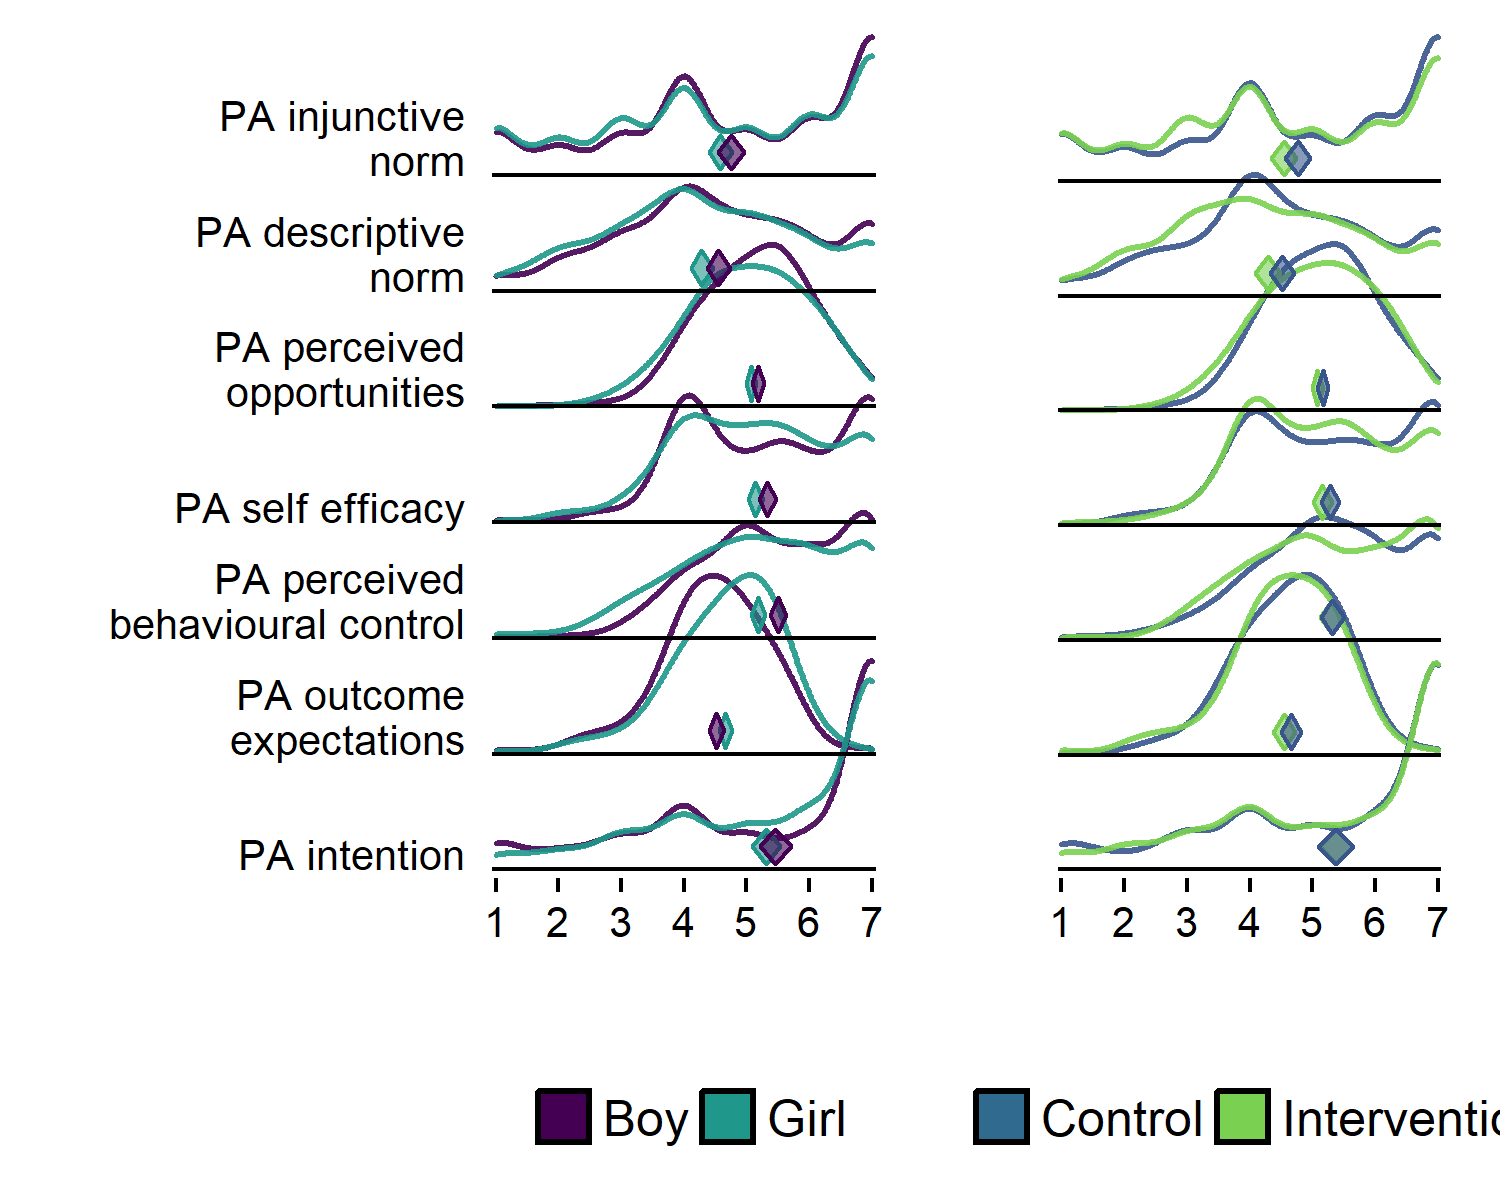 PA injunctive
norm
PA descriptive
norm
PA perceived
opportunities
PA self efficacy
PA perceived
behavioural control
PA outcome
expectations
PA intention
1 2 3 4 5 6 7
1 2 3 4 5 6 7
Boy Girl
Control Interventio